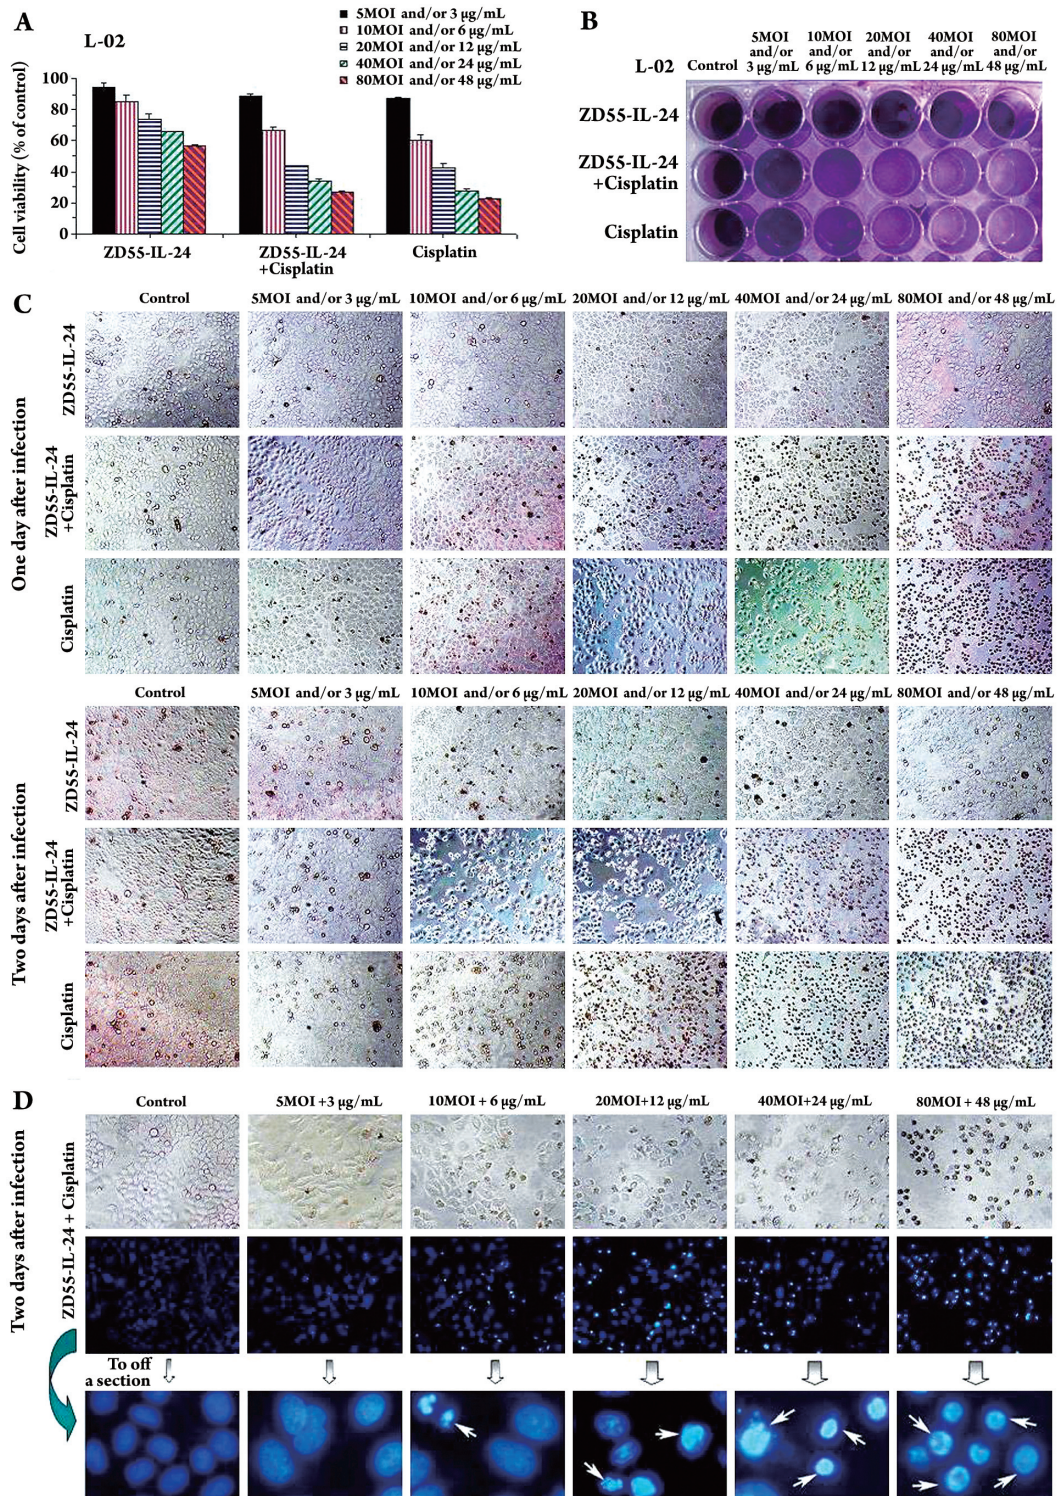 A
L-02
5MOI and/or 3 µg/mL
10MOI and/or 6 µg/mL
20MOI and/or 12 µg/mL
40MOI and/or 24 µg/mL
80MOI and/or 48 µg/mL
Cell viability (% of control)
100
80
60
40
20
0
ZD55-IL-24
ZD55-IL-24
+Cisplatin
Cisplatin
B
L-02
Control
5MOI
and/or
3 µg/mL
10MOI
and/or
6 µg/mL
20MOI
and/or
12 µg/mL
40MOI
and/or
24 µg/mL
80MOI
and/or
48 µg/mL
ZD55-IL-24
ZD55-IL-24
+Cisplatin
Cisplatin
C
Control 5MOI and/or 3 µg/mL 10MOI and/or 6 µg/mL 20MOI and/or 12 µg/mL 40MOI and/or 24 µg/mL 80MOI and/or 48 µg/mL
One day after infection
ZD55-IL-24
ZD55-IL-24
+Cisplatin
Cisplatin
Control 5MOI and/or 3 µg/mL 10MOI and/or 6 µg/mL 20MOI and/or 12 µg/mL 40MOI and/or 24 µg/mL 80MOI and/or 48 µg/mL
Two days after infection
ZD55-IL-24
ZD55-IL-24
+Cisplatin
Cisplatin
D
Control 5MOI+3 µg/mL 10MOI+6 µg/mL 20MOI+12 µg/mL 40MOI+24 µg/mL 80MOI+48 µg/mL
Two days after infection
ZD55-IL-24 + Cisplatin
To off
a section